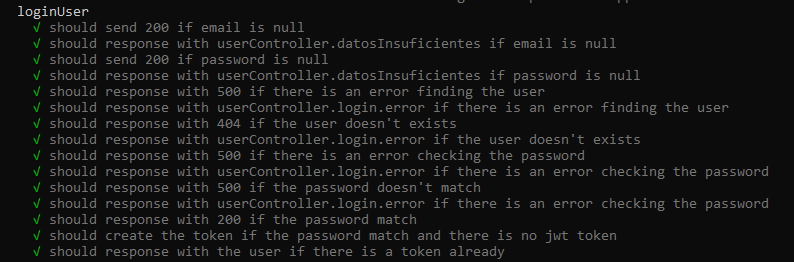 loginUser
√ should send 200 if email is null
√ should response with userController.datosInsuficientes if email is null
√ should send 200 if password is null
√ should response with userController.datosInsuficientes if password is null
√ should response with 500 if there is an error finding the user
√ should response with userController.login.error if there is an error finding the user
√ should response with 404 if the user doesn't exists
√ should response with userController.login.error if the user doesn't exists
√ should response with 500 if there is an error checking the password
√ should response with userController.login.error if there is an error checking the password
√ should response with 500 if the password doesn't match
√ should response with userController.login.error if there is an error checking the password
√ should response with 200 if the password match
√ should create the token if the password match and there is no jwt token
√ should response with the user if there is a token already